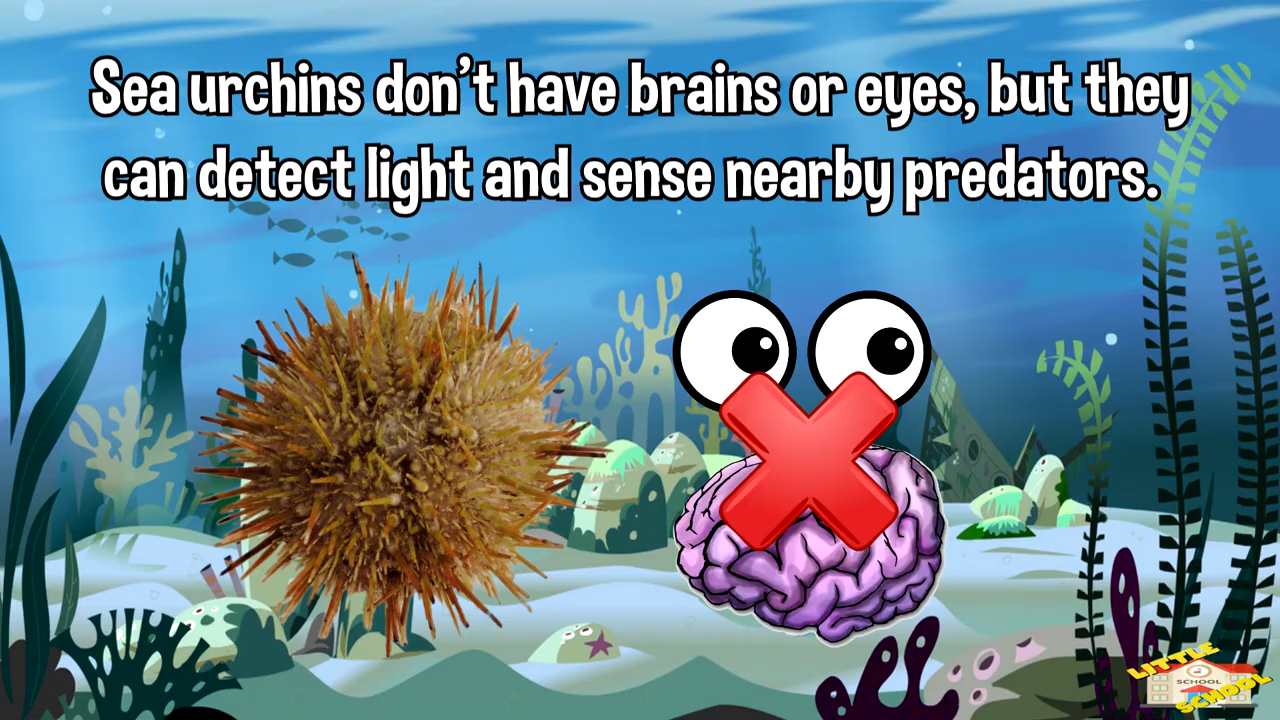 Sea urchins don't have brains or eyes, but they
can detect light and sense nearby predators.
LITTLE
SCHOOL
SCHOOL